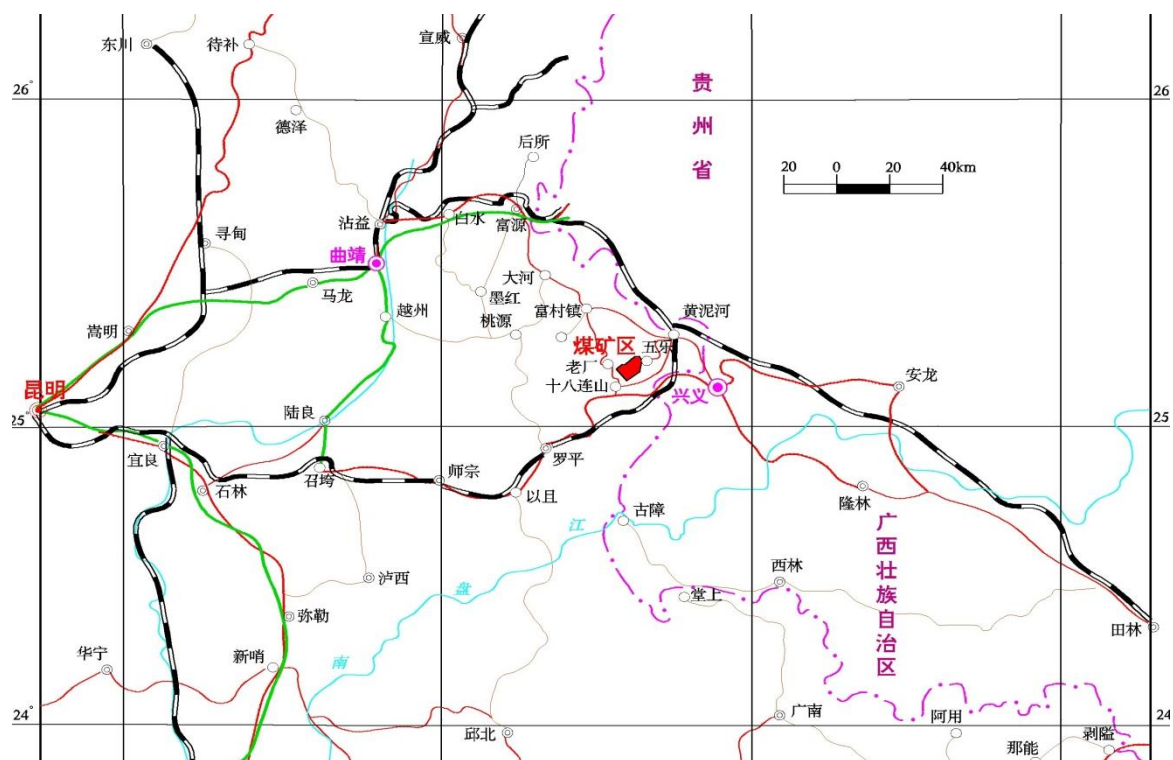 东川
待补
宣威
贵州省
26°
26
德泽
后所
20 0 20 40km
沾益
白水
富源
寻甸
曲靖
大河
马龙
墨红
越州
富村镇
黄泥河
嵩明
桃源
煤矿区
五乐
老厂
十八连山
兴义
安龙
昆明
25°
25
陆良
宜良
罗平
师宗
石林
召垮
以且
隆林
古障
广西壮族自治区
南盘江
西林
泸西
堂上
弥勒
田林
华宁
新哨
24°
24
广南
阿用
邱北
那能
剥隘